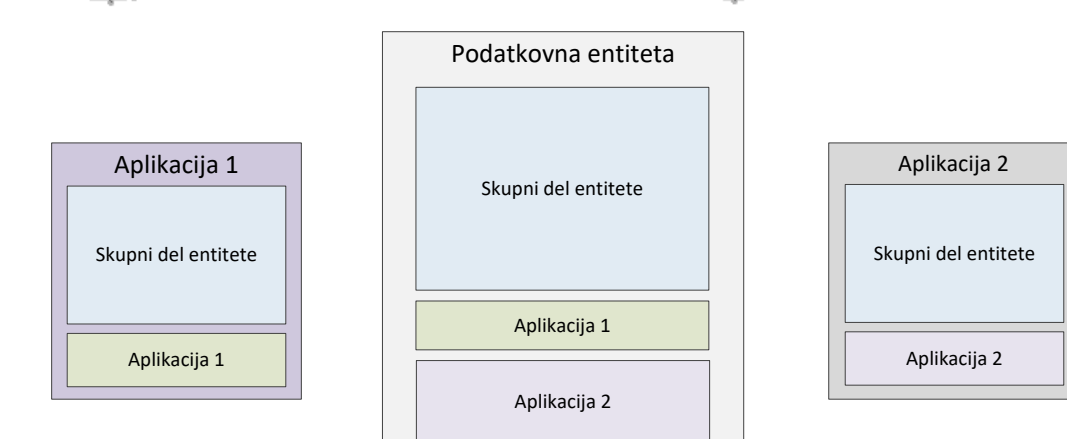 Podatkovna entiteta
Skupni del entitete
Aplikacija 1
Aplikacija 2
Aplikacija 1
Skupni del entitete
Aplikacija 1
Aplikacija 2
Skupni del entitete
Aplikacija 2